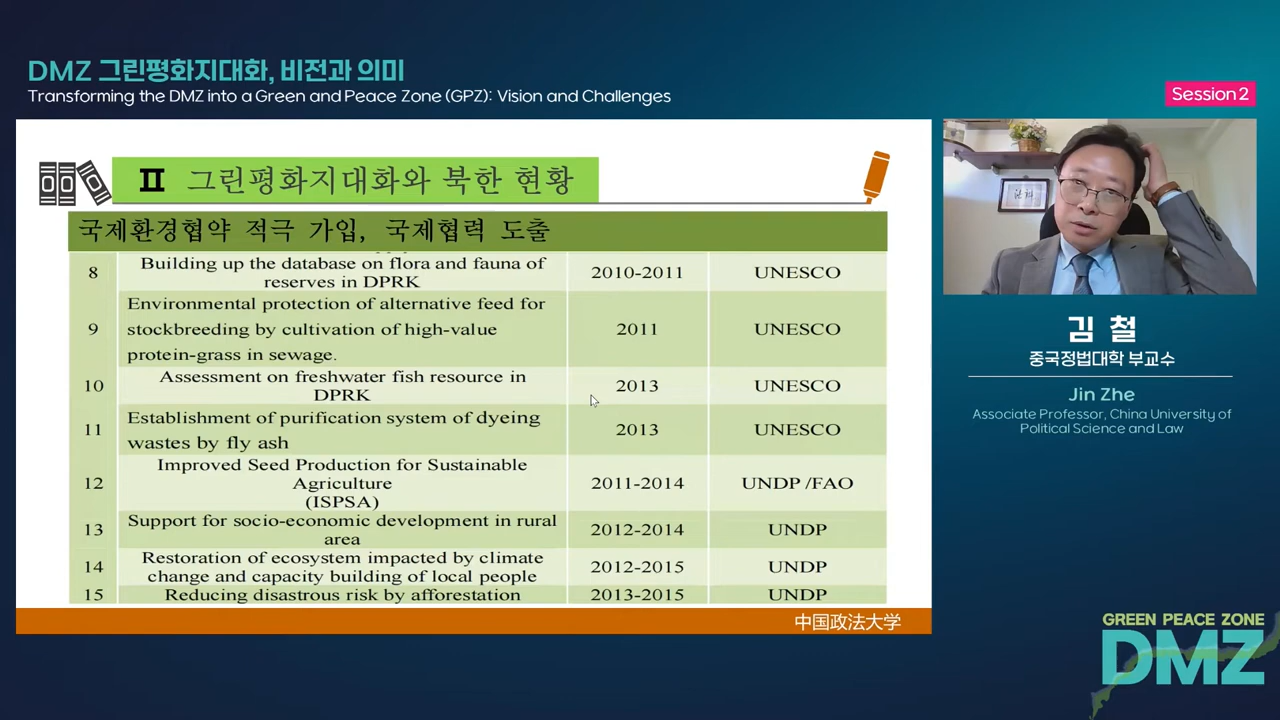 DMZ 그린평화지대화, 비전과 의미
Transforming the DMZ into a Green and Peace Zone (GPZ): Vision and Challenges
Session 2
Ⅱ 그린평화지대화와 북한 현황
국제환경협약 적극 가입, 국제협력 도출
8 Building up the database on flora and fauna of
reserves in DPRK 2010-2011 UNESCO
9 Environmental protection of alternative feed for
stockbreeding by cultivation of high-value
protein-grass in sewage. 2011 UNESCO
10 Assessment on freshwater fish resource in
DPRK 2013 UNESCO
11 Establishment of purification system of dyeing
wastes by fly ash 2013 UNESCO
12 Improved Seed Production for Sustainable
Agriculture
(ISPSA) 2011-2014 UNDP /FAO
13 Support for socio-economic development in rural
area 2012-2014 UNDP
14 Restoration of ecosystem impacted by climate
change and capacity building of local people 2012-2015 UNDP
15 Reducing disastrous risk by afforestation 2013-2015 UNDP
中国政法大学
김 철
중국정법대학 부교수
Jin Zhe
Associate Professor, China University of
Political Science and Law
GREEN PEACE ZONE
DMZ